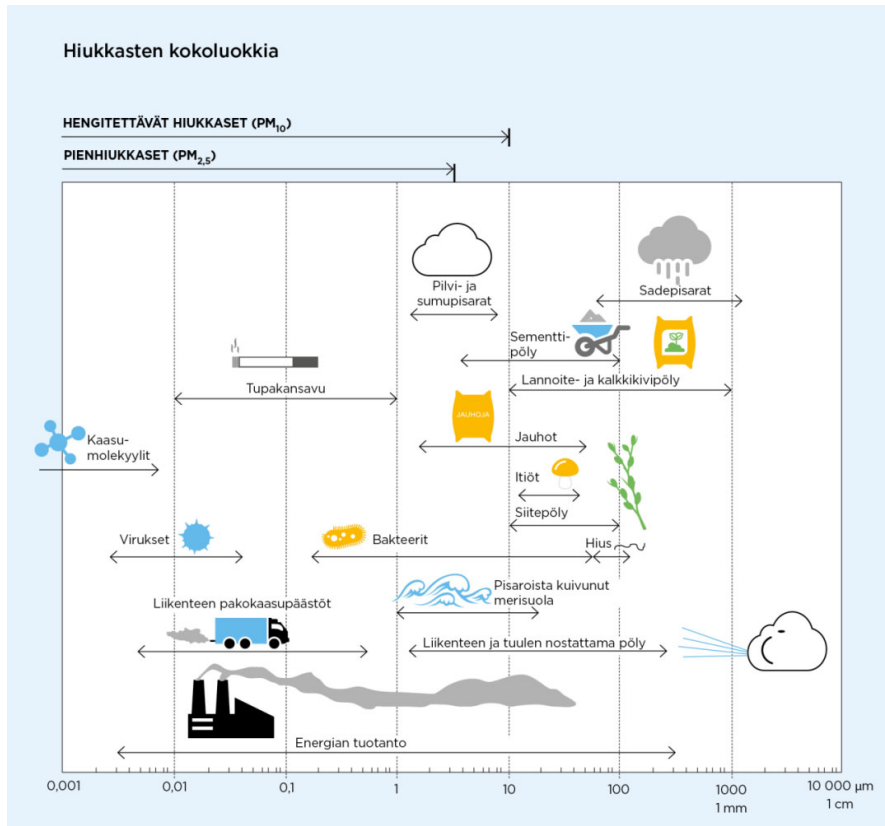 Hiukkasten kokoluokkia
HENGITETTÄVÄT HIUKKASET (PM10)
PIENHIUKKASET (PM2,5)
Pilvi- ja
sumupisarat
Sadepisarat
Sementti-
pöly
Tupakansavu
Lannoite- ja kalkkikivipöly
JAUHOJA
Kaasu-
molekyylit
Jauhot
Itiöt
Siitepöly
Virukset
Bakteerit
Hius
Pisaroista kuivunut
merisuola
Liikenteen pakokaasupäästöt
Liikenteen ja tuulen nostattama pöly
Energian tuotanto
0,001 0,01 0,1 1 10 100 1000 10 000 µm
1 mm 1 cm